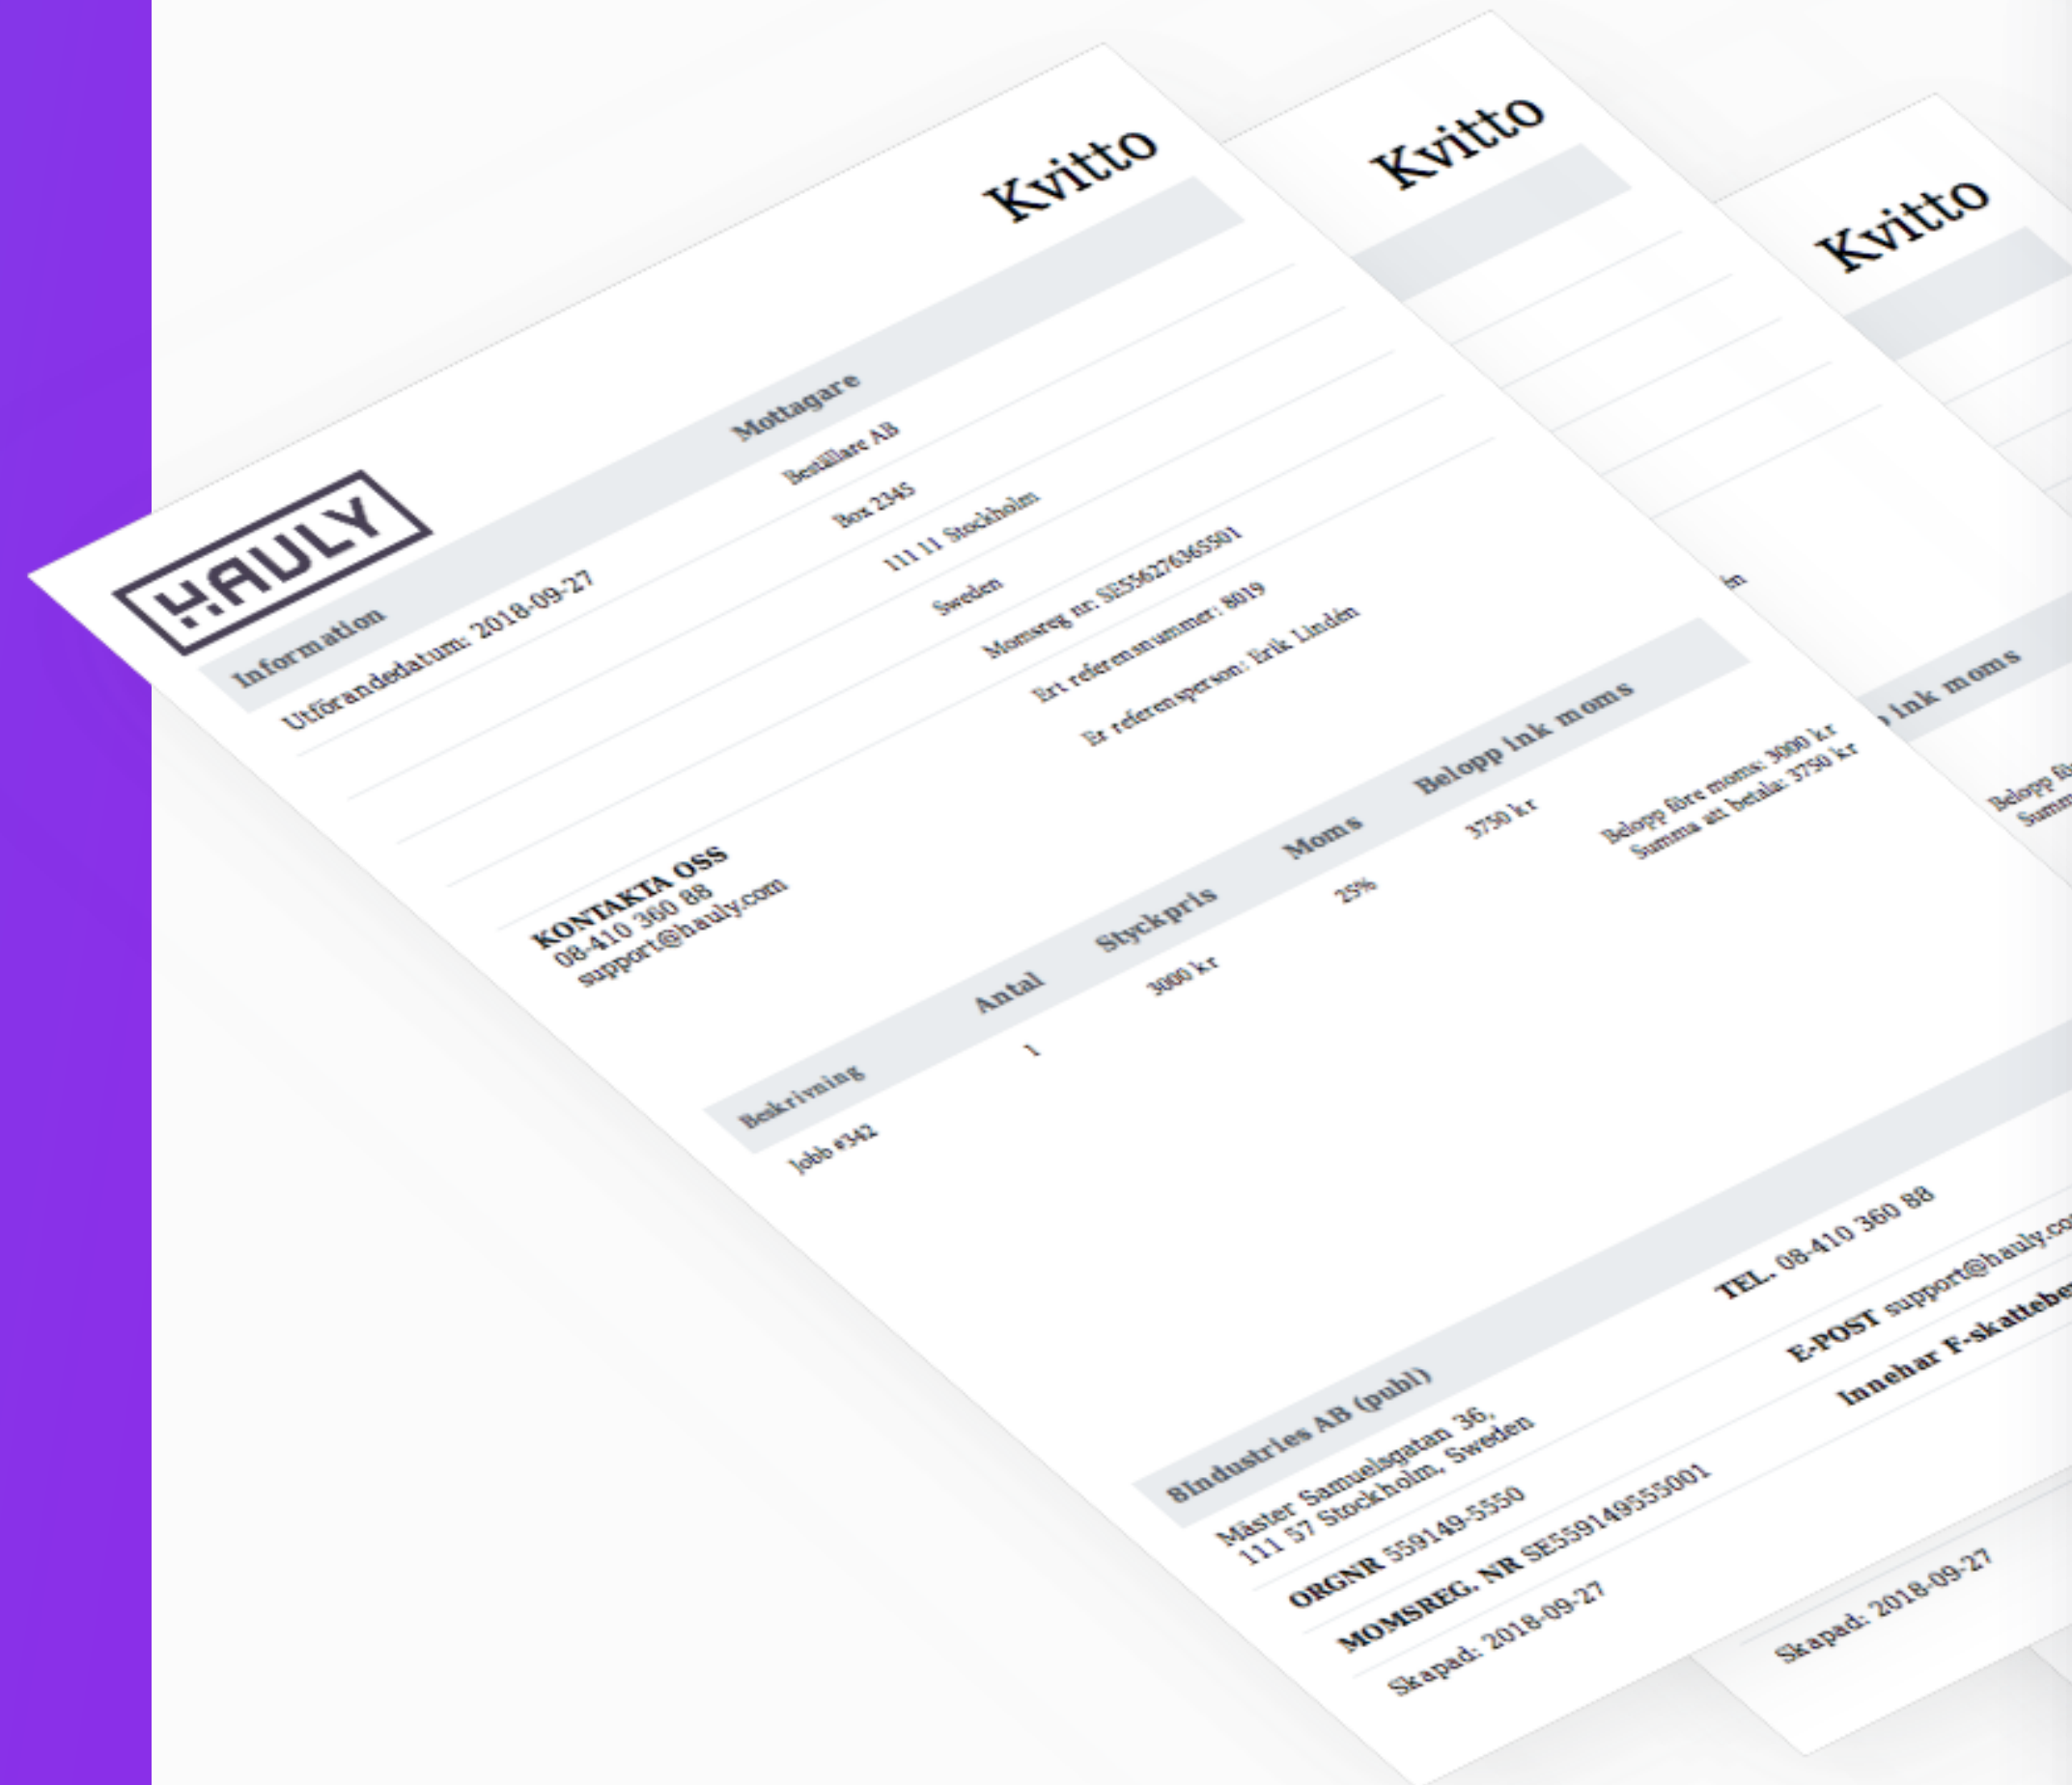 Kvitto
HAULY
Information
Mottagare
Utförandedatum: 2018-09-27
Beställare AB
Box 2345
111 11 Stockholm
Sweden
Momsreg nr: SE556276365501
Ert referensnummer: 8019
Er referensperson: Erik Lindén
KONTAKTA OSS
08-410 360 88
support@hauly.com
Beskrivning Antal Styckpris Moms Belopp ink moms
Jobb #342 1 3000 kr 25% 3750 kr
Belopp före moms: 3000 kr
Summa att betala: 3750 kr
8Industries AB (publ)
Mäster Samuelsgatan 36,
111 57 Stockholm, Sweden
TEL. 08-410 360 88
ORGNR 559149-5550
E-POST support@hauly.co
MOMSREG. NR SE559149555001
Innehar F-skattebe
Skapad: 2018-09-27
Kvitto
én
ink moms
Belopp fö
Summ
Skapad: 2018-09-27
Kvitto